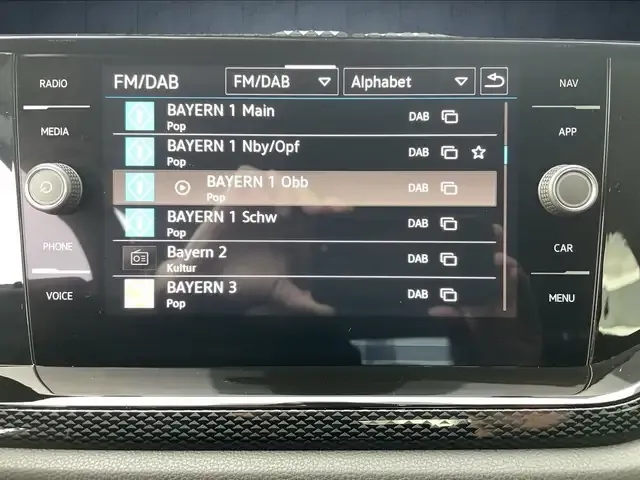 RADIO
MEDIA
PHONE
VOICE
FM/DAB
FM/DAB
Alphabet
BAYERN 1 Main
Pop
DAB
BAYERN 1 Nby/Opf
Pop
DAB
BAYERN 1 Obb
Pop
DAB
BAYERN 1 Schw
Pop
DAB
Bayern 2
Kultur
DAB
BAYERN 3
Pop
DAB
NAV
APP
CAR
MENU